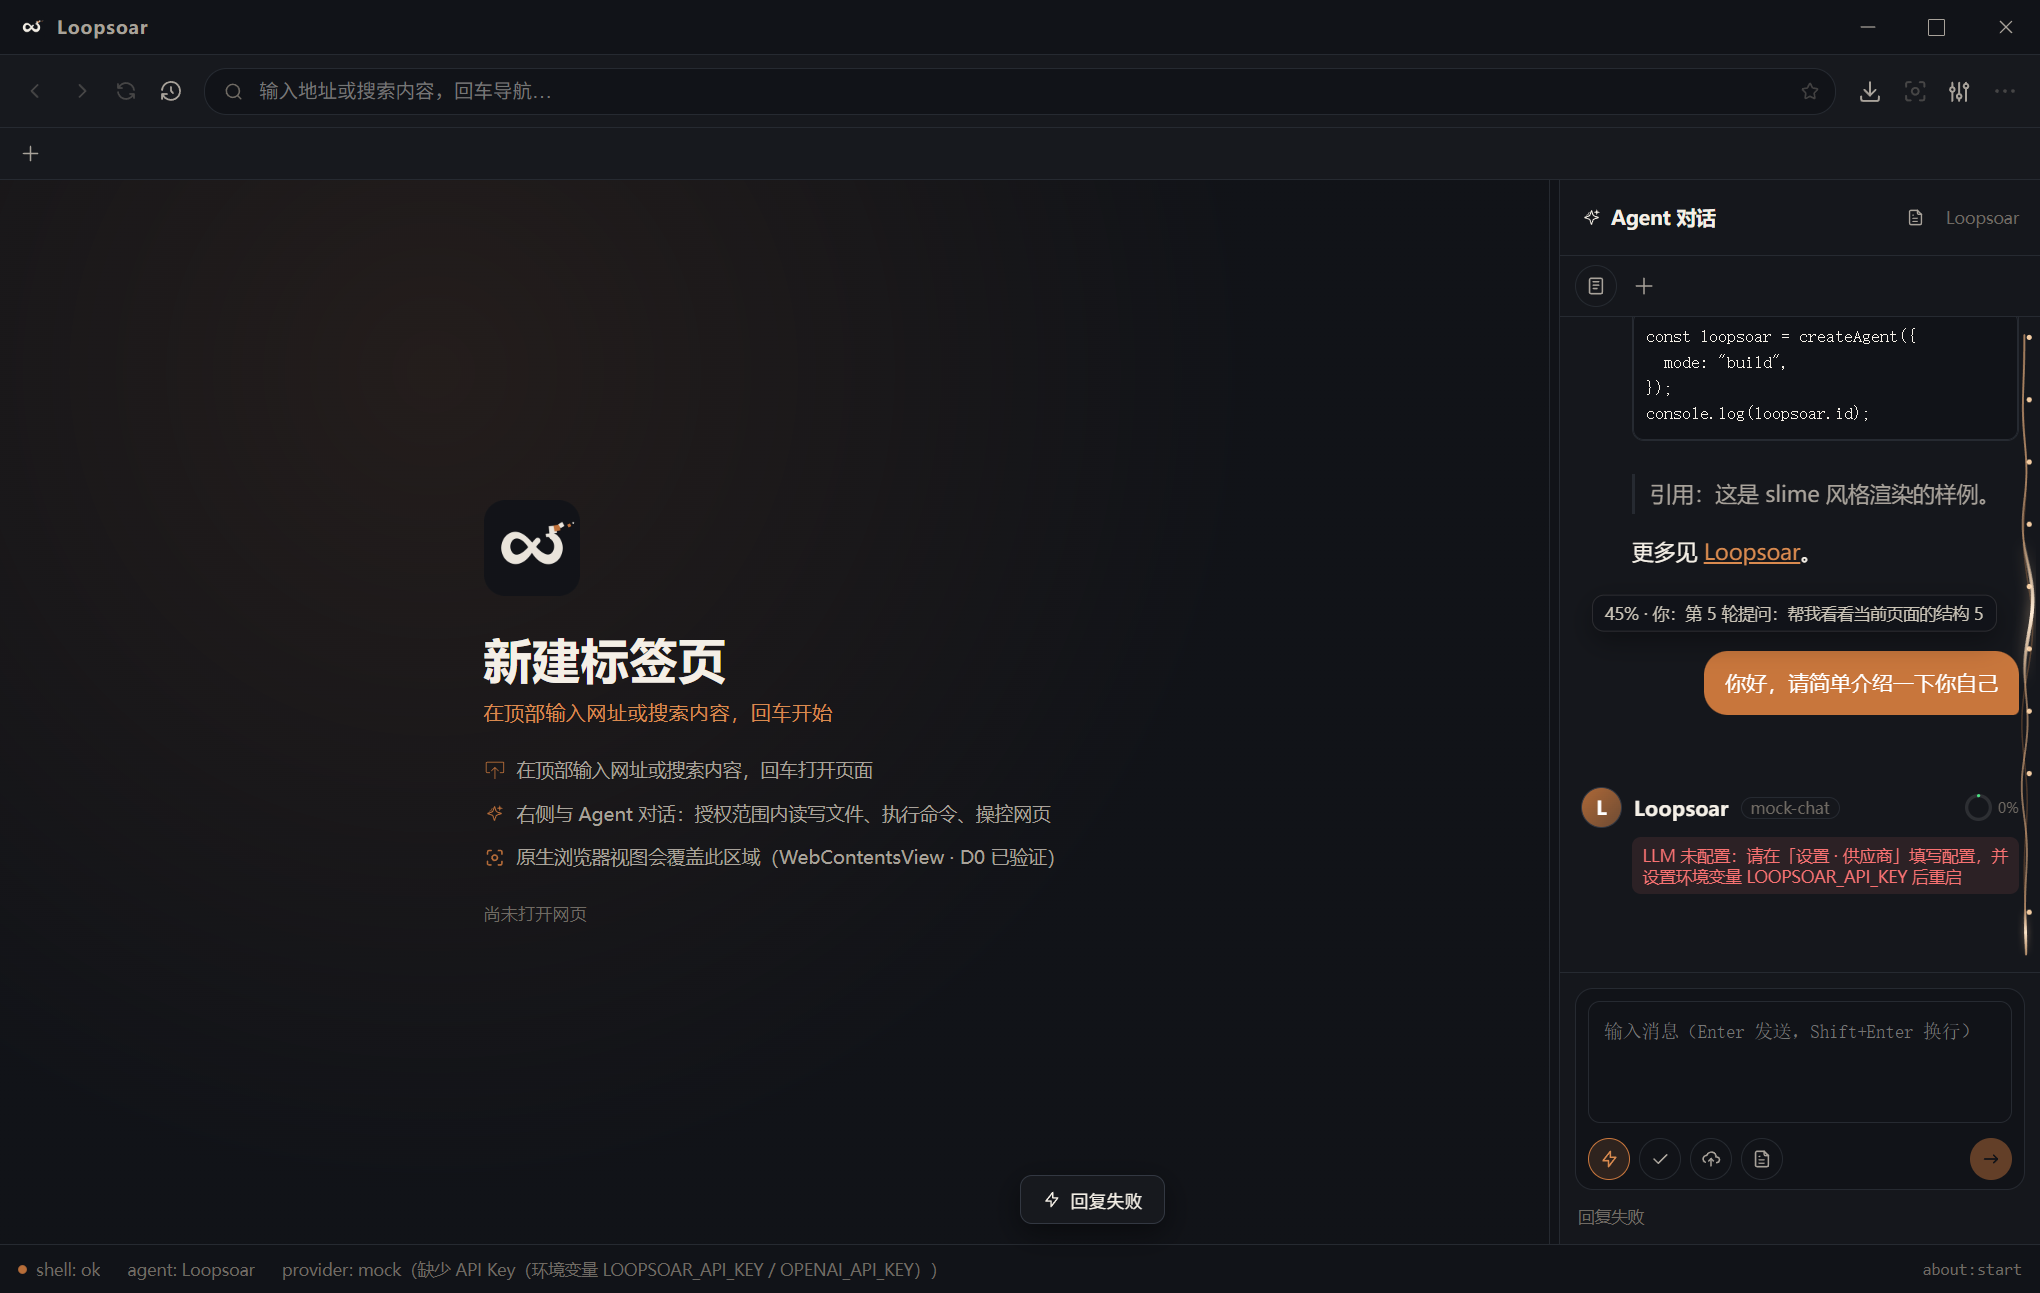 Loopsoar
输入地址或搜索内容，回车导航...
Agent 对话
Loopsoar
const loopsoar = createAgent({
  mode: "build",
});
console.log(loopsoar.id);
引用：这是 slime 风格渲染的样例。
更多见 Loopsoar。
45% · 你：第 5 轮提问：帮我看看当前页面的结构 5
你好，请简单介绍一下你自己
L
Loopsoar
mock-chat
0%
LLM 未配置：请在「设置 · 供应商」填写配置，并
设置环境变量 LOOPSOAR_API_KEY 后重启
新建标签页
在顶部输入网址或搜索内容，回车开始
在顶部输入网址或搜索内容，回车打开页面
右侧与 Agent 对话：授权范围内读写文件、执行命令、操控网页
原生浏览器视图会覆盖此区域（WebContentsView · D0 已验证）
尚未打开网页
输入消息（Enter 发送，Shift+Enter 换行）
回复失败
回复失败
shell: ok
agent: Loopsoar
provider: mock（缺少 API Key（环境变量 LOOPSOAR_API_KEY / OPENAI_API_KEY））
about:start